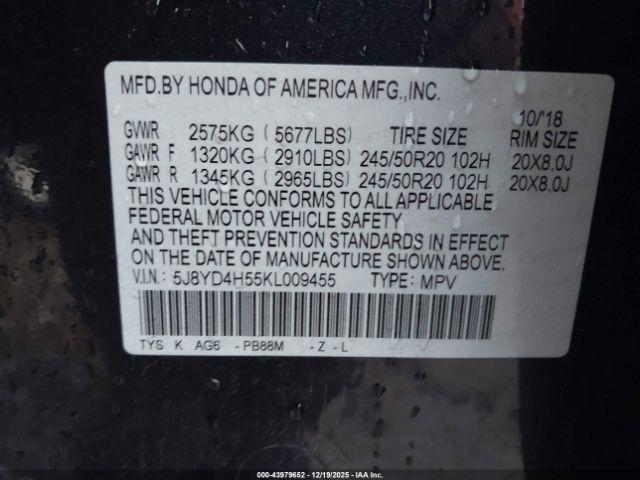 MFD.BY HONDA OF AMERICA MFG.,INC.
10/'18
GVWR 2575KG (5677LBS) TIRE SIZE RIM SIZE
GAWR F 1320KG (2910LBS) 245/50R20 102H 20X8.0J
GAWR R 1345KG (2965LBS) 245/50R20 102H 20X8.0J
THIS VEHICLE CONFORMS TO ALL APPLICABLE
FEDERAL MOTOR VEHICLE SAFETY
AND THEFT PREVENTION STANDARDS IN EFFECT
ON THE DATE OF MANUFACTURE SHOWN ABOVE.
V.I.N.: 5J8YD4H55KL009455 TYPE: MPV
TYS K AG6 -PB88M -Z -L
000-43979652 | 12/19/2025 - IAAI.COM